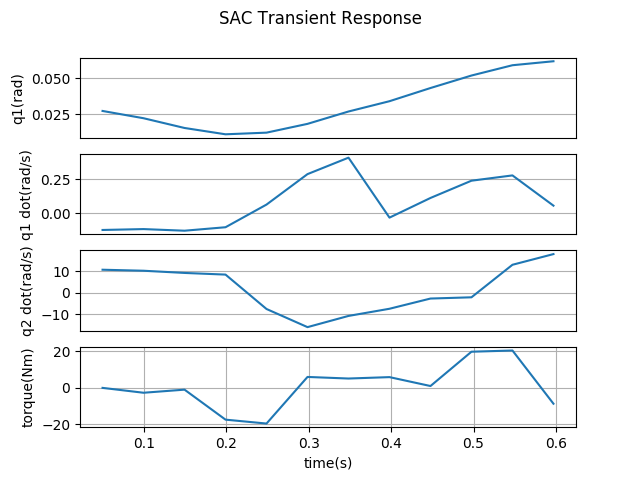 SAC Transient Response
q1(rad)
0.050
0.025
q1 dot(rad/s)
0.25
0.00
q2 dot(rad/s)
10
0
−10
torque(Nm)
20
0
−20
0.1 0.2 0.3 0.4 0.5 0.6
time(s)